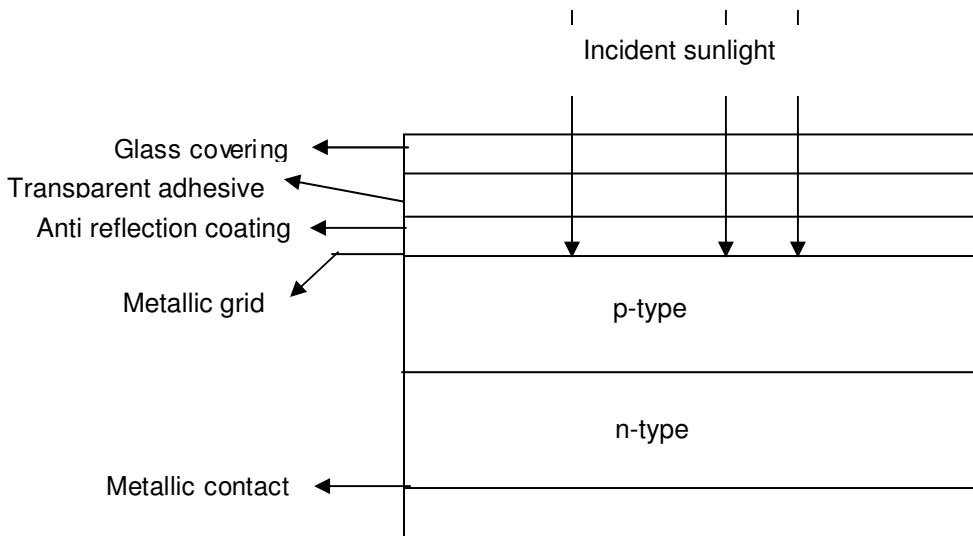 Incident sunlight
Glass covering
Transparent adhesive
Anti reflection coating
Metallic grid
p-type
n-type
Metallic contact